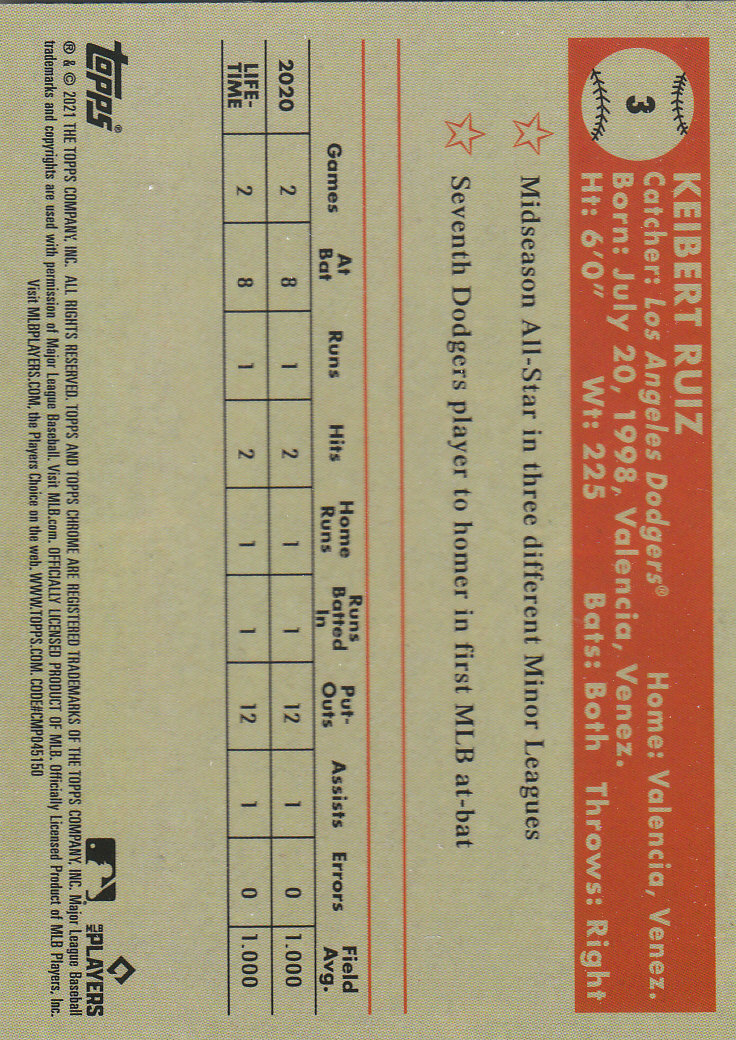 3
KEIBERT RUIZ
Catcher: Los Angeles Dodgers® Home: Valencia, Venez.
Born: July 20, 1998, Valencia, Venez.
Ht: 6'0" Wt: 225 Bats: Both Throws: Right
Midseason All-Star in three different Minor Leagues
Seventh Dodgers player to homer in first MLB at-bat
Games At Bat Runs Hits Home Runs Runs Batted In Put-Outs Assists Errors Field Avg.
2020 2 8 1 2 1 1 12 1 0 1.000
LIFE-TIME 2 8 1 2 1 1 12 1 0 1.000
topps®
MLB PLAYERS
® & © 2021 THE TOPPS COMPANY, INC. ALL RIGHTS RESERVED. TOPPS AND TOPPS CHROME ARE REGISTERED TRADEMARKS OF THE TOPPS COMPANY, INC. Major League Baseball
trademarks and copyrights are used with permission of Major League Baseball. Visit MLB.com. OFFICIALLY LICENSED PRODUCT OF MLB. Officially Licensed Product of MLB Players, Inc.
Visit MLBPLAYERS.COM, the Players Choice on the web. WWW.TOPPS.COM. CODE#CMP045150